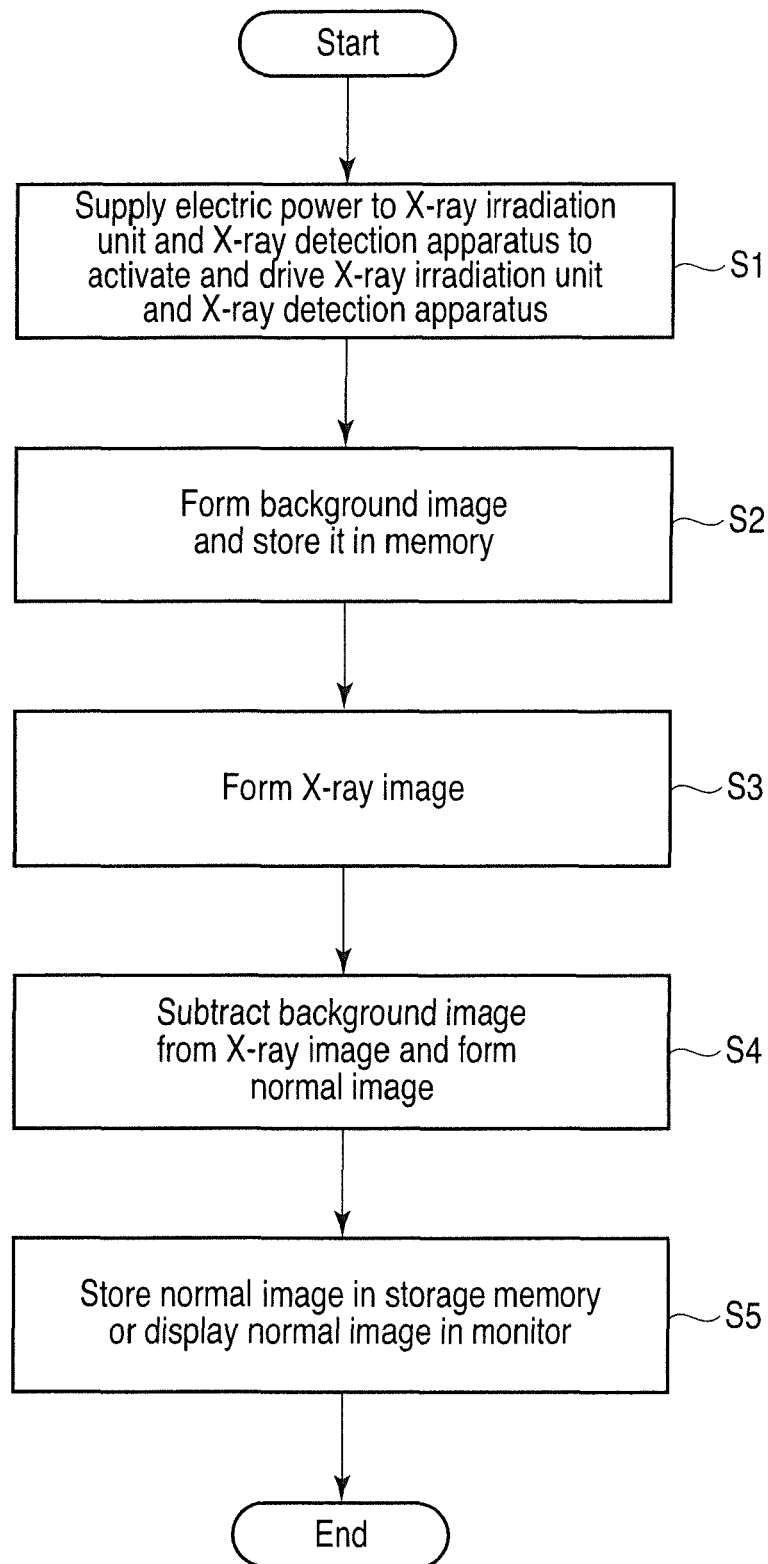 Start
Supply electric power to X-ray irradiation
unit and X-ray detection apparatus to
activate and drive X-ray irradiation unit
and X-ray detection apparatus
S1
Form background image
and store it in memory
S2
Form X-ray image
S3
Subtract background image
from X-ray image and form
normal image
S4
Store normal image in storage memory
or display normal image in monitor
S5
End